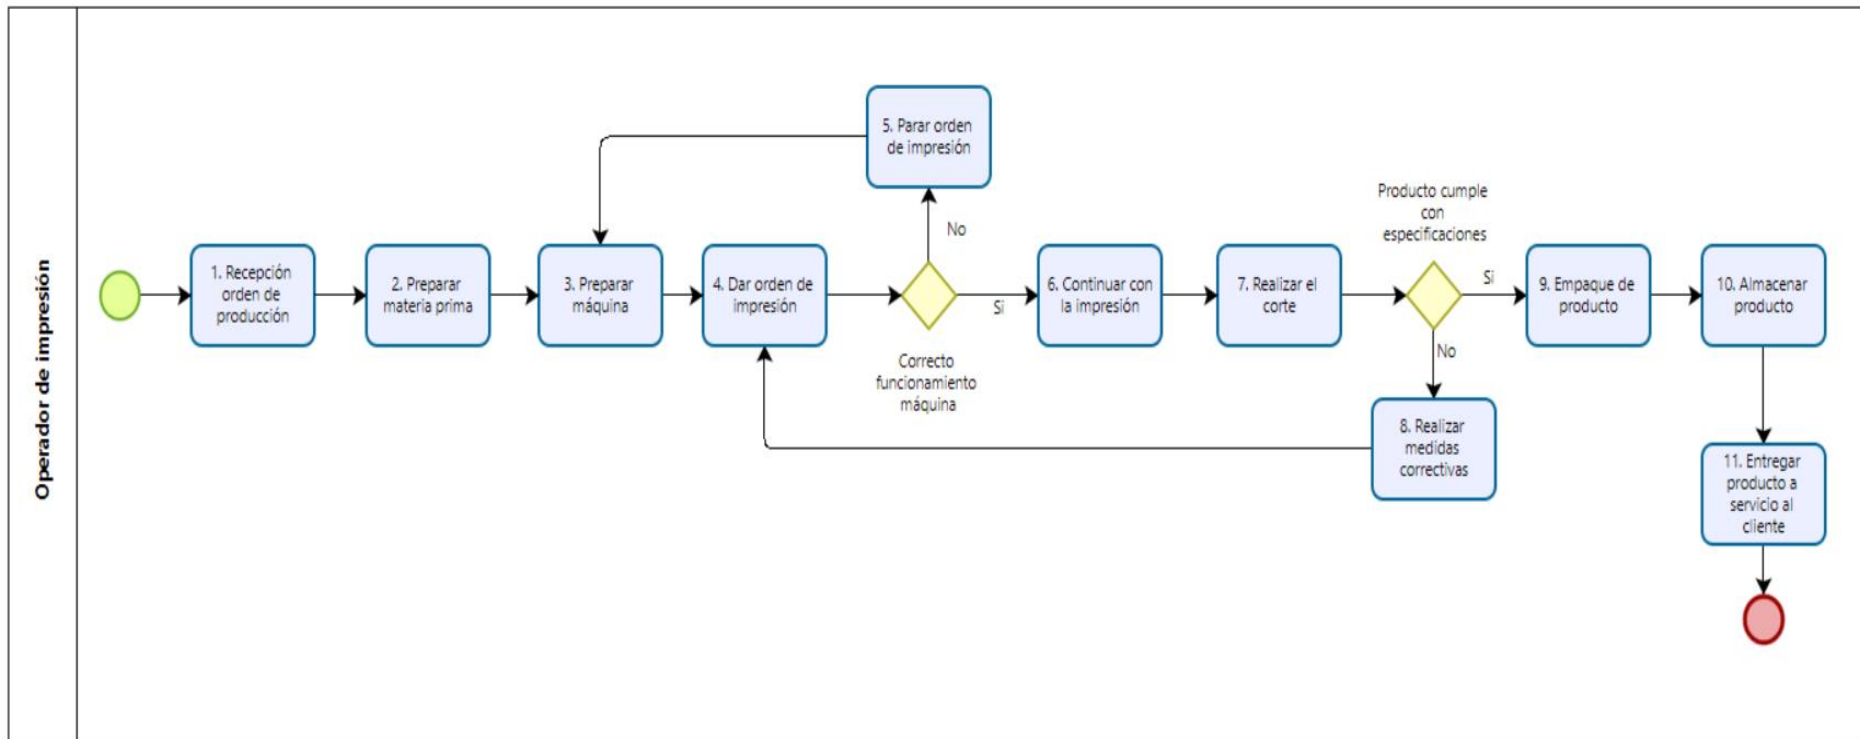 Operador de impresión
1. Recepción
orden de
producción
2. Preparar
materia prima
3. Preparar
máquina
4. Dar orden de
impresión
5. Parar orden
de impresión
No
Si
Correcto
funcionamiento
máquina
6. Continuar con
la impresión
7. Realizar el
corte
Producto cumple
con
especificaciones
Si
No
8. Realizar
medidas
correctivas
9. Empaque de
producto
10. Almacenar
producto
11. Entregar
producto a
servicio al
cliente